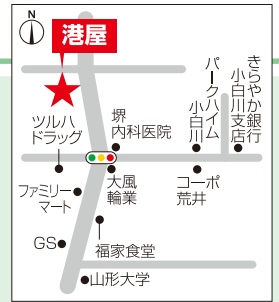 N
港屋
ツルハ
ドラッグ
堺
内科医院
パークハイム
小白川
きらやか銀行
小白川支店
ファミリー
マート
大風
輪業
コーポ
荒井
GS
福家食堂
山形大学